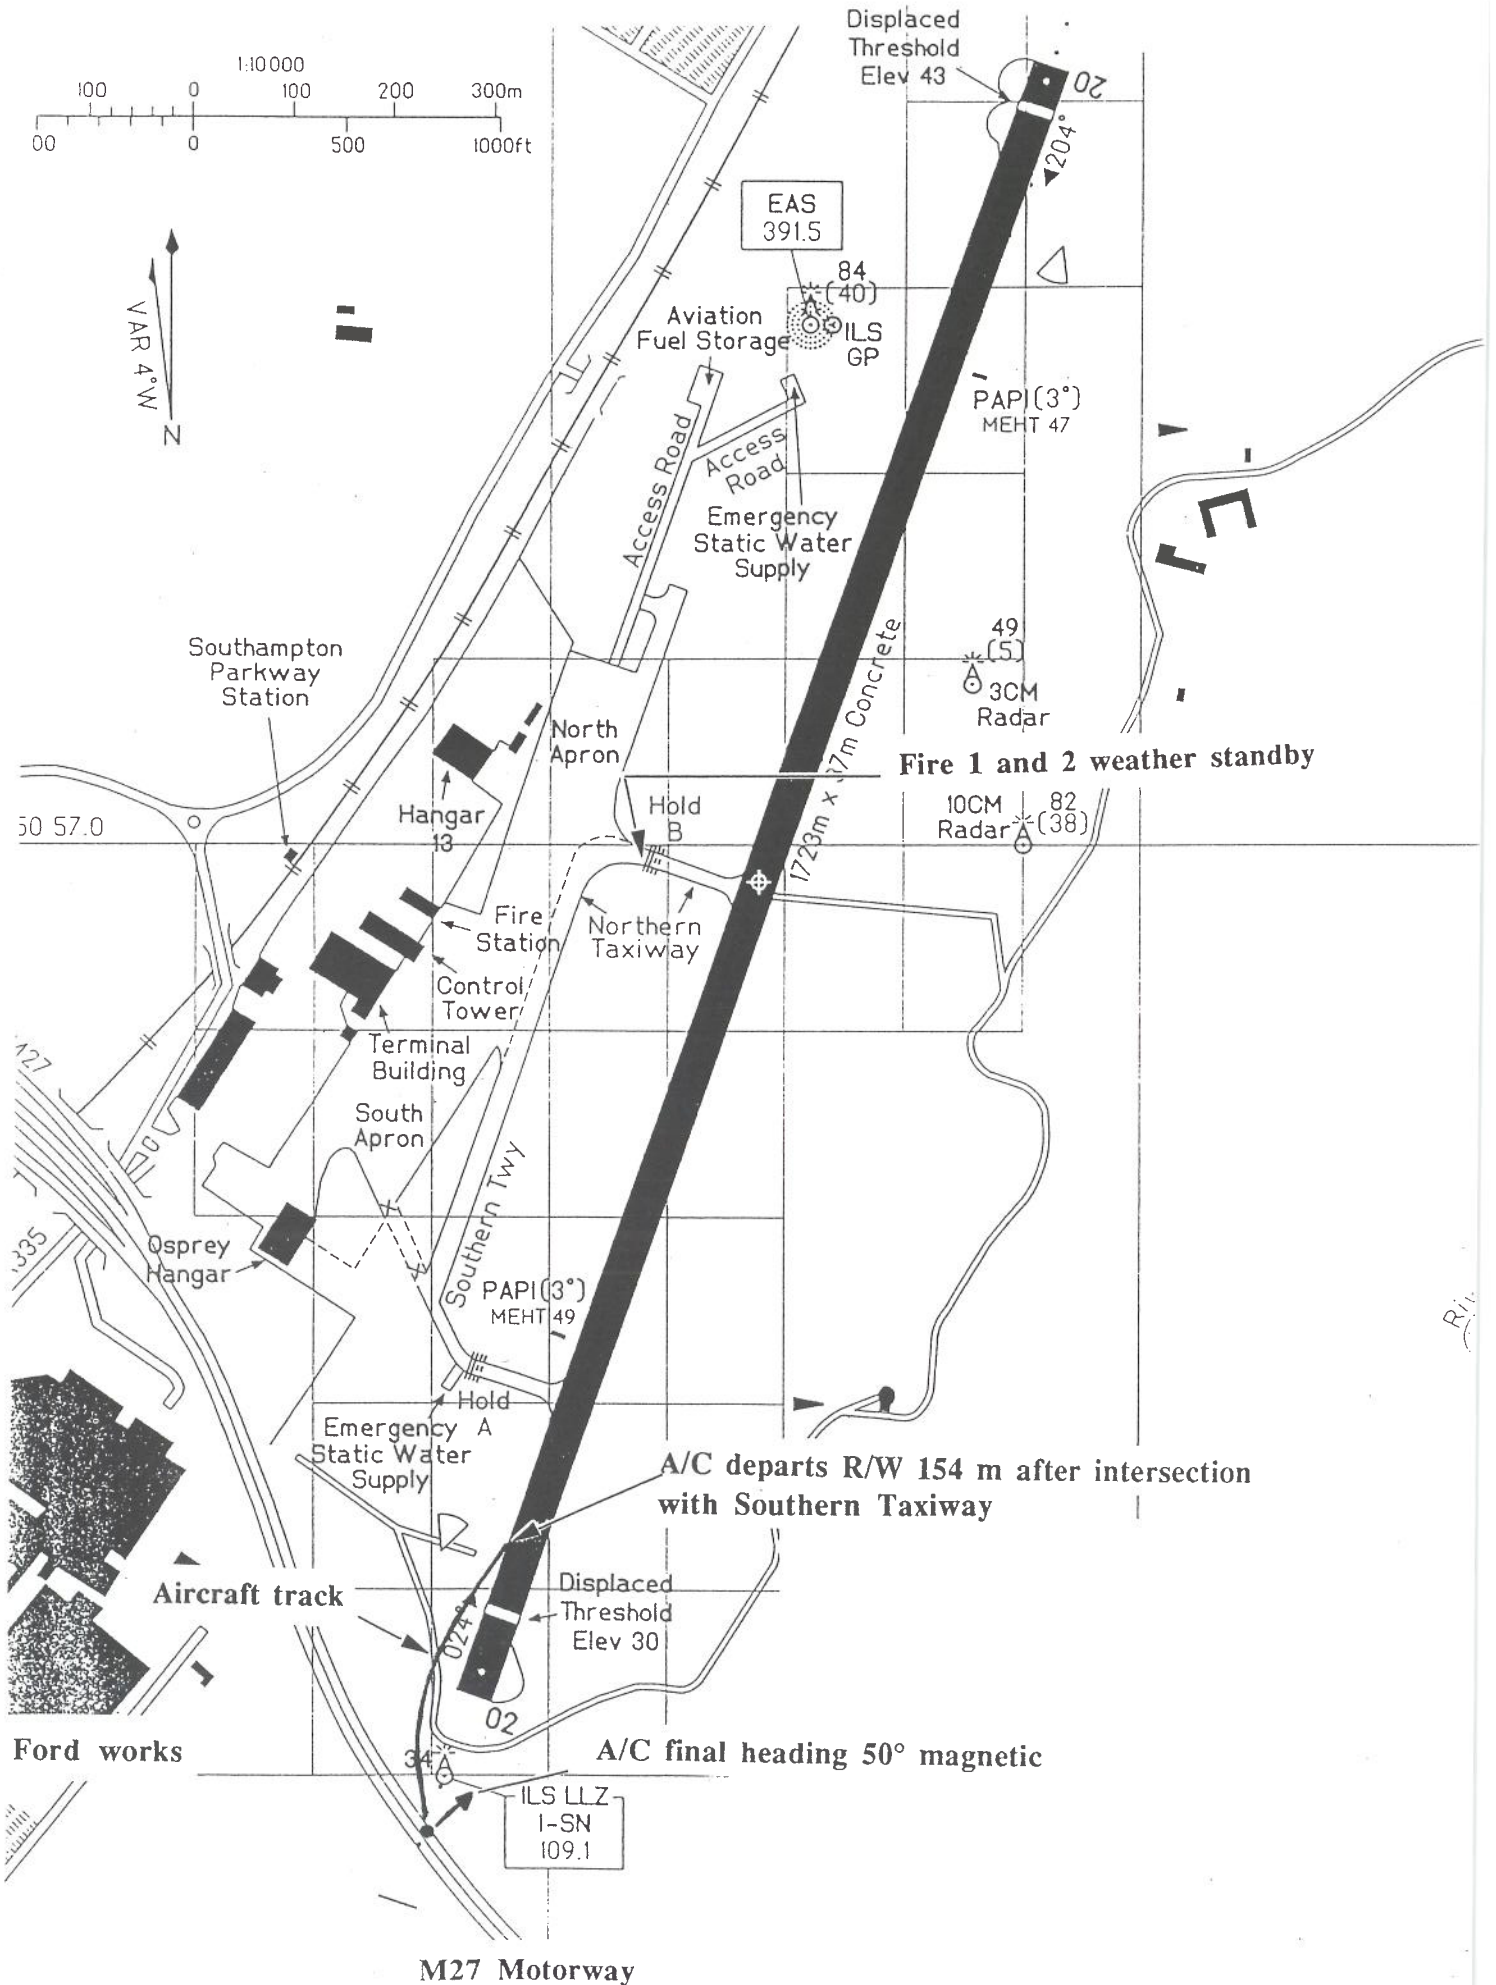 Displaced
Threshold
Elev 43
20
204°
1:10000
100 0 100 200 300m
00 0 500 1000ft
EAS
391.5
84
(40)
ILS
GP
VAR 4°W
N
Aviation
Fuel Storage
PAPI(3°)
MEHT 47
Access Road
Access
Road
Emergency
Static Water
Supply
1723m x 37m Concrete
49
(5)
3CM
Radar
Southampton
Parkway
Station
North
Apron
Fire 1 and 2 weather standby
Hangar
13
Hold
B
10CM
Radar
82
(38)
50 57.0
Fire
Station
Northern
Taxiway
Control
Tower
Terminal
Building
South
Apron
Southern Twy
Osprey
Hangar
PAPI(3°)
MEHT 49
Hold
A
Emergency
Static Water
Supply
A/C departs R/W 154 m after intersection
with Southern Taxiway
Aircraft track
024°
Displaced
Threshold
Elev 30
02
Ford works
34
A/C final heading 50° magnetic
ILS LLZ
I-SN
109.1
M27 Motorway